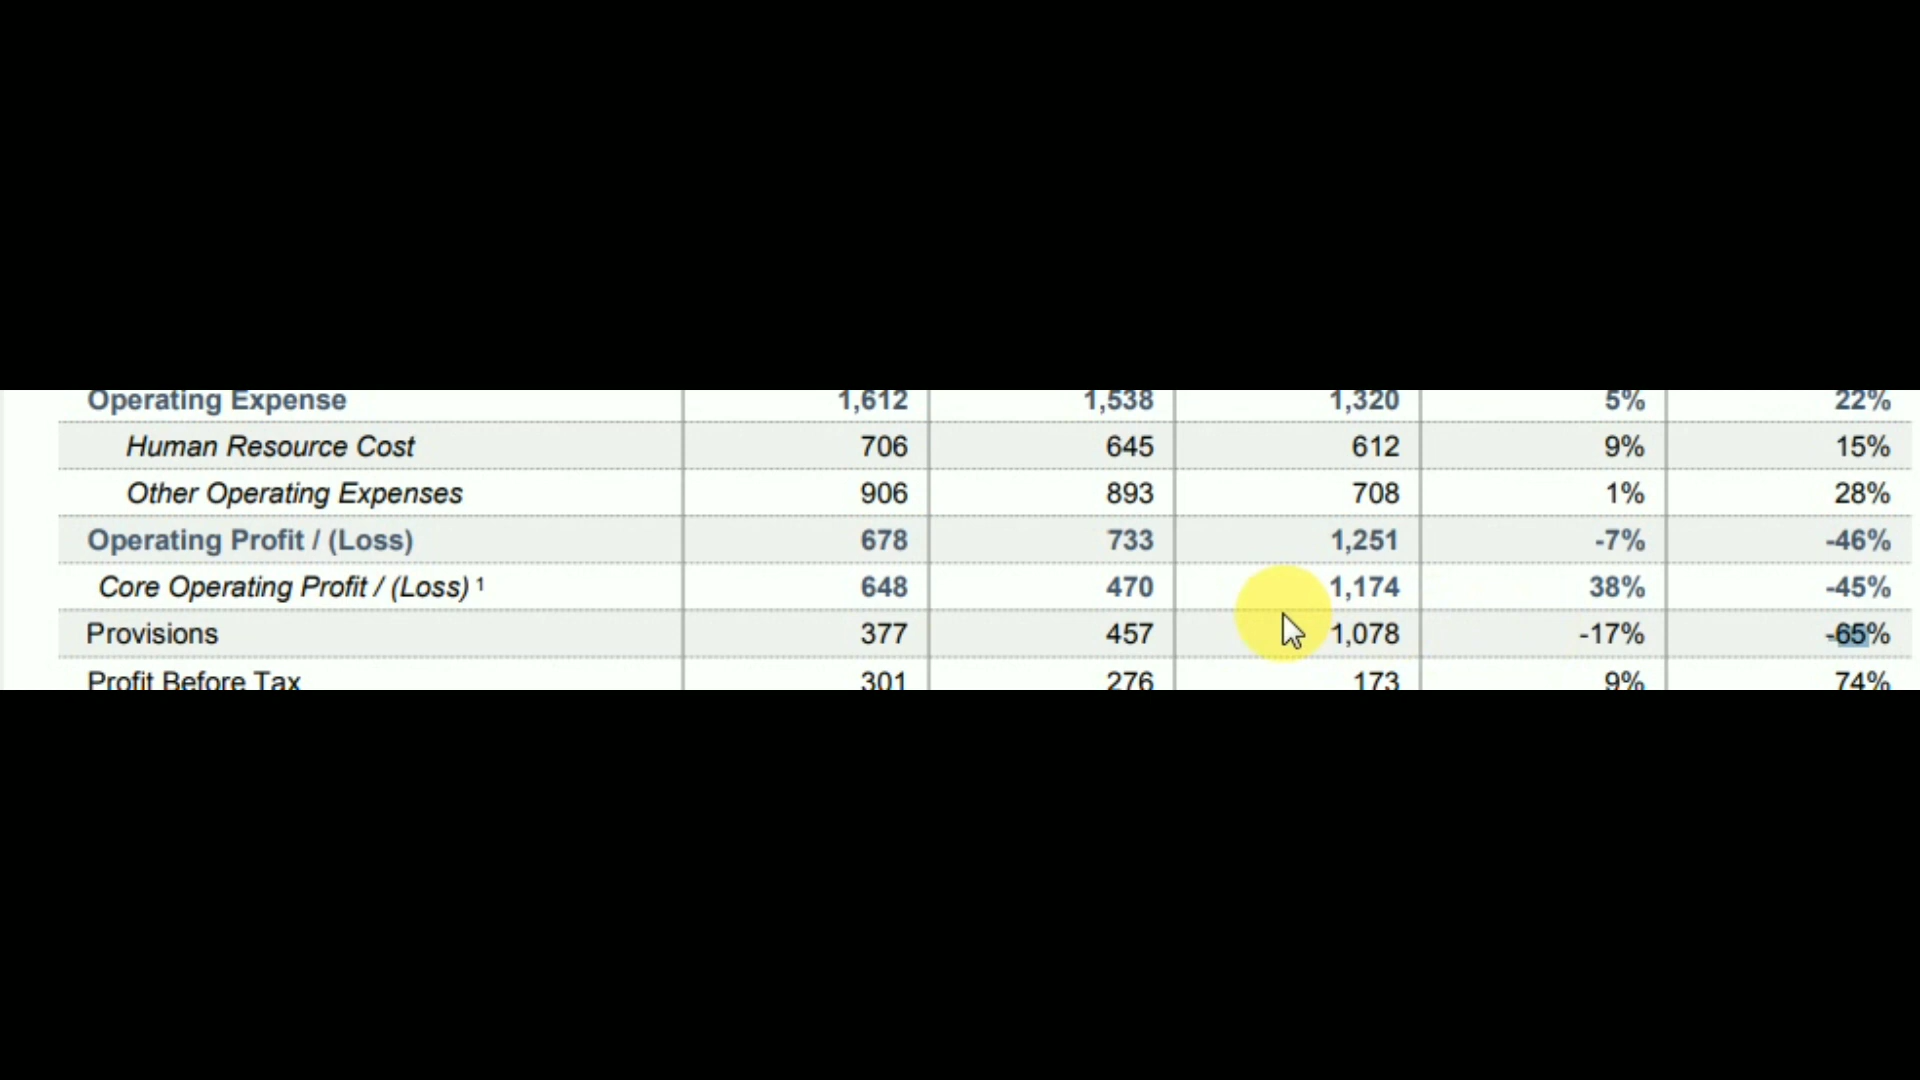 Operating Expense 1,612 1,538 1,320 5% 22%
Human Resource Cost 706 645 612 9% 15%
Other Operating Expenses 906 893 708 1% 28%
Operating Profit / (Loss) 678 733 1,251 -7% -46%
Core Operating Profit / (Loss) ¹ 648 470 1,174 38% -45%
Provisions 377 457 1,078 -17% -65%
Profit Before Tax 301 276 173 9% 74%